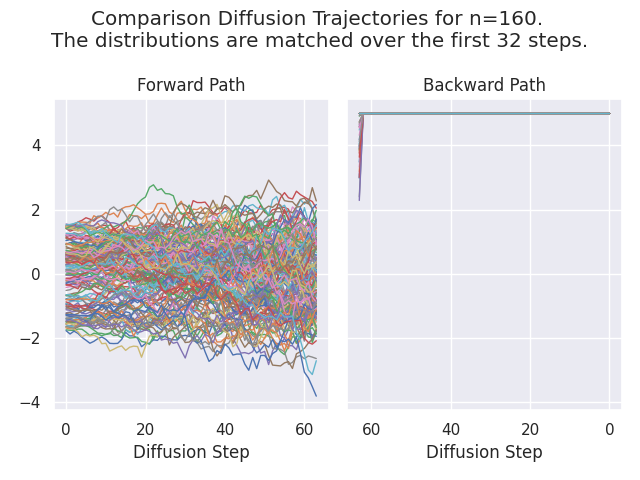 Comparison Diffusion Trajectories for n=160.
The distributions are matched over the first 32 steps.
Forward Path
Backward Path
4
2
0
−2
−4
0 20 40 60
60 40 20 0
Diffusion Step
Diffusion Step